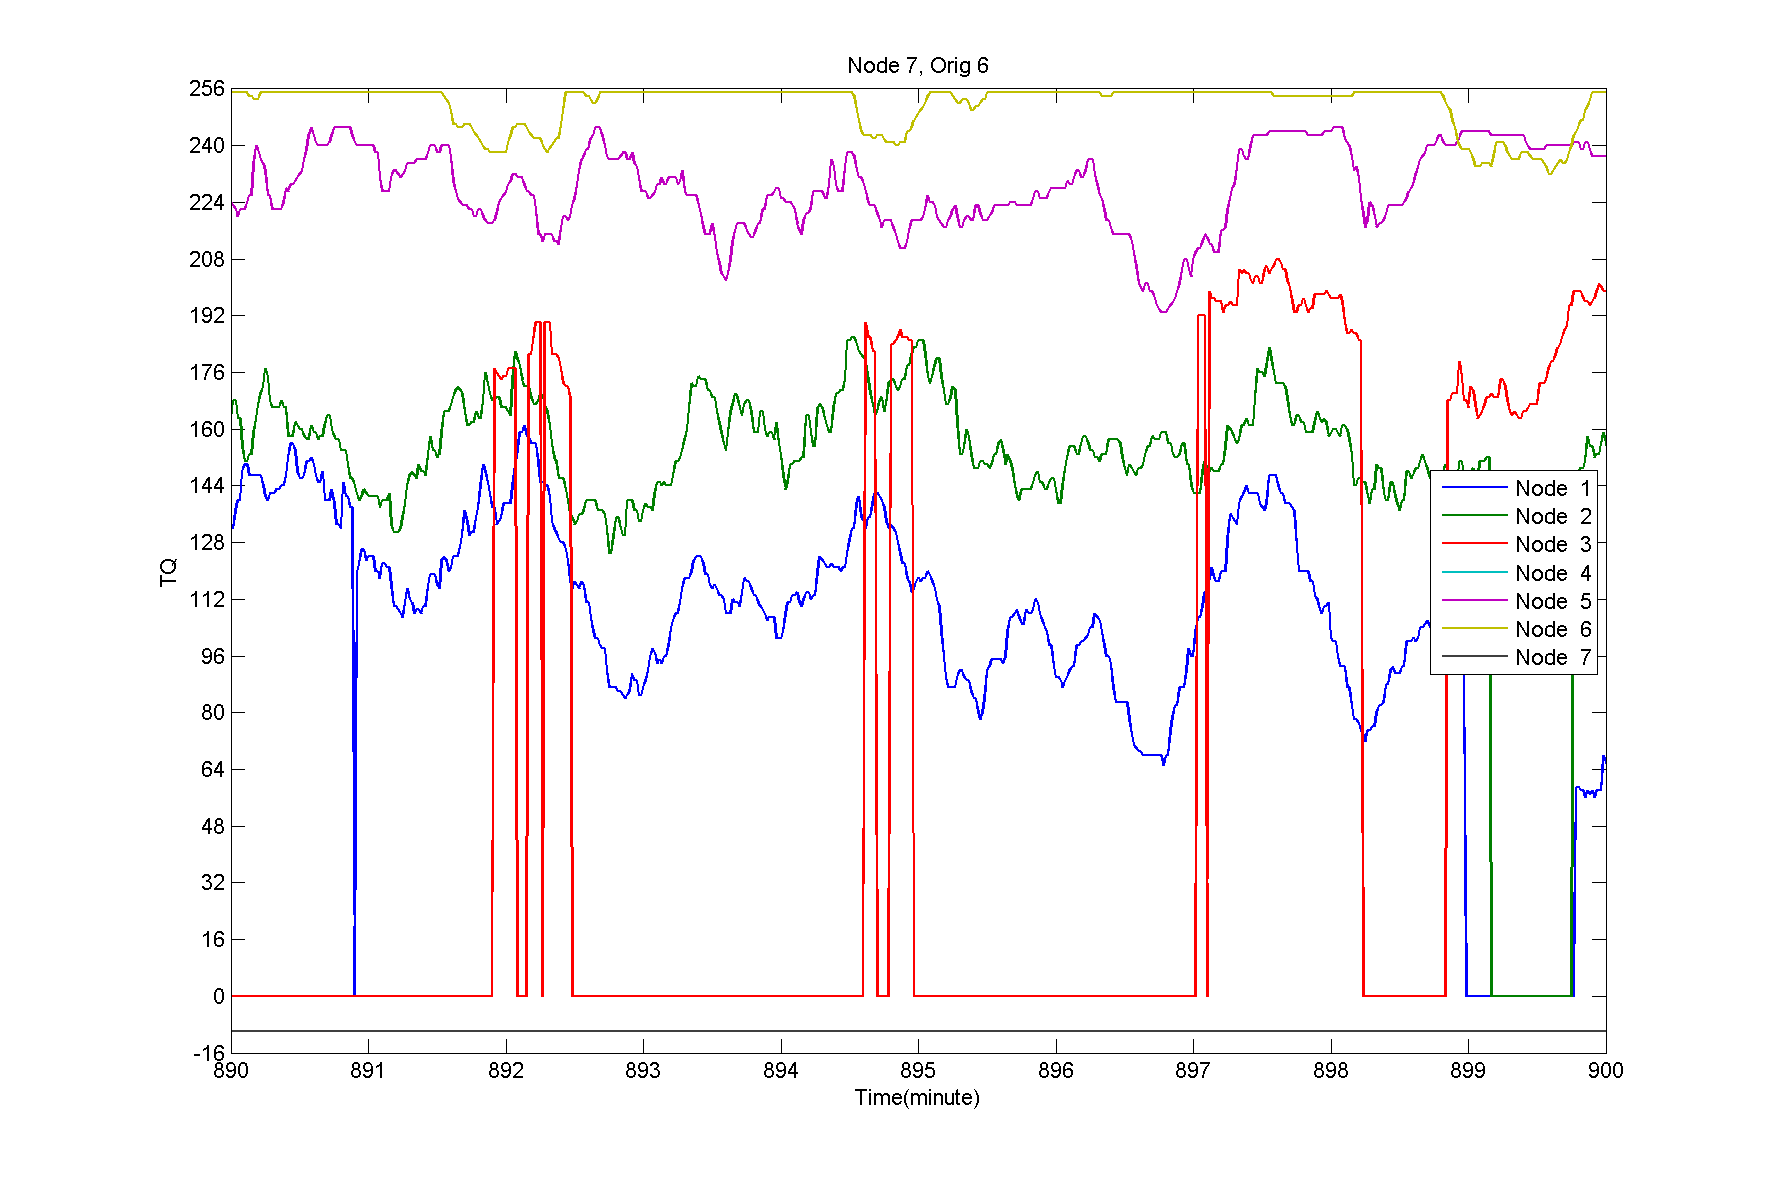 Node 7, Orig 6
256
240
224
208
192
176
160
144
128
112
96
80
64
48
32
16
0
-16
TQ
890 891 892 893 894 895 896 897 898 899 900
Time(minute)
Node 1
Node 2
Node 3
Node 4
Node 5
Node 6
Node 7